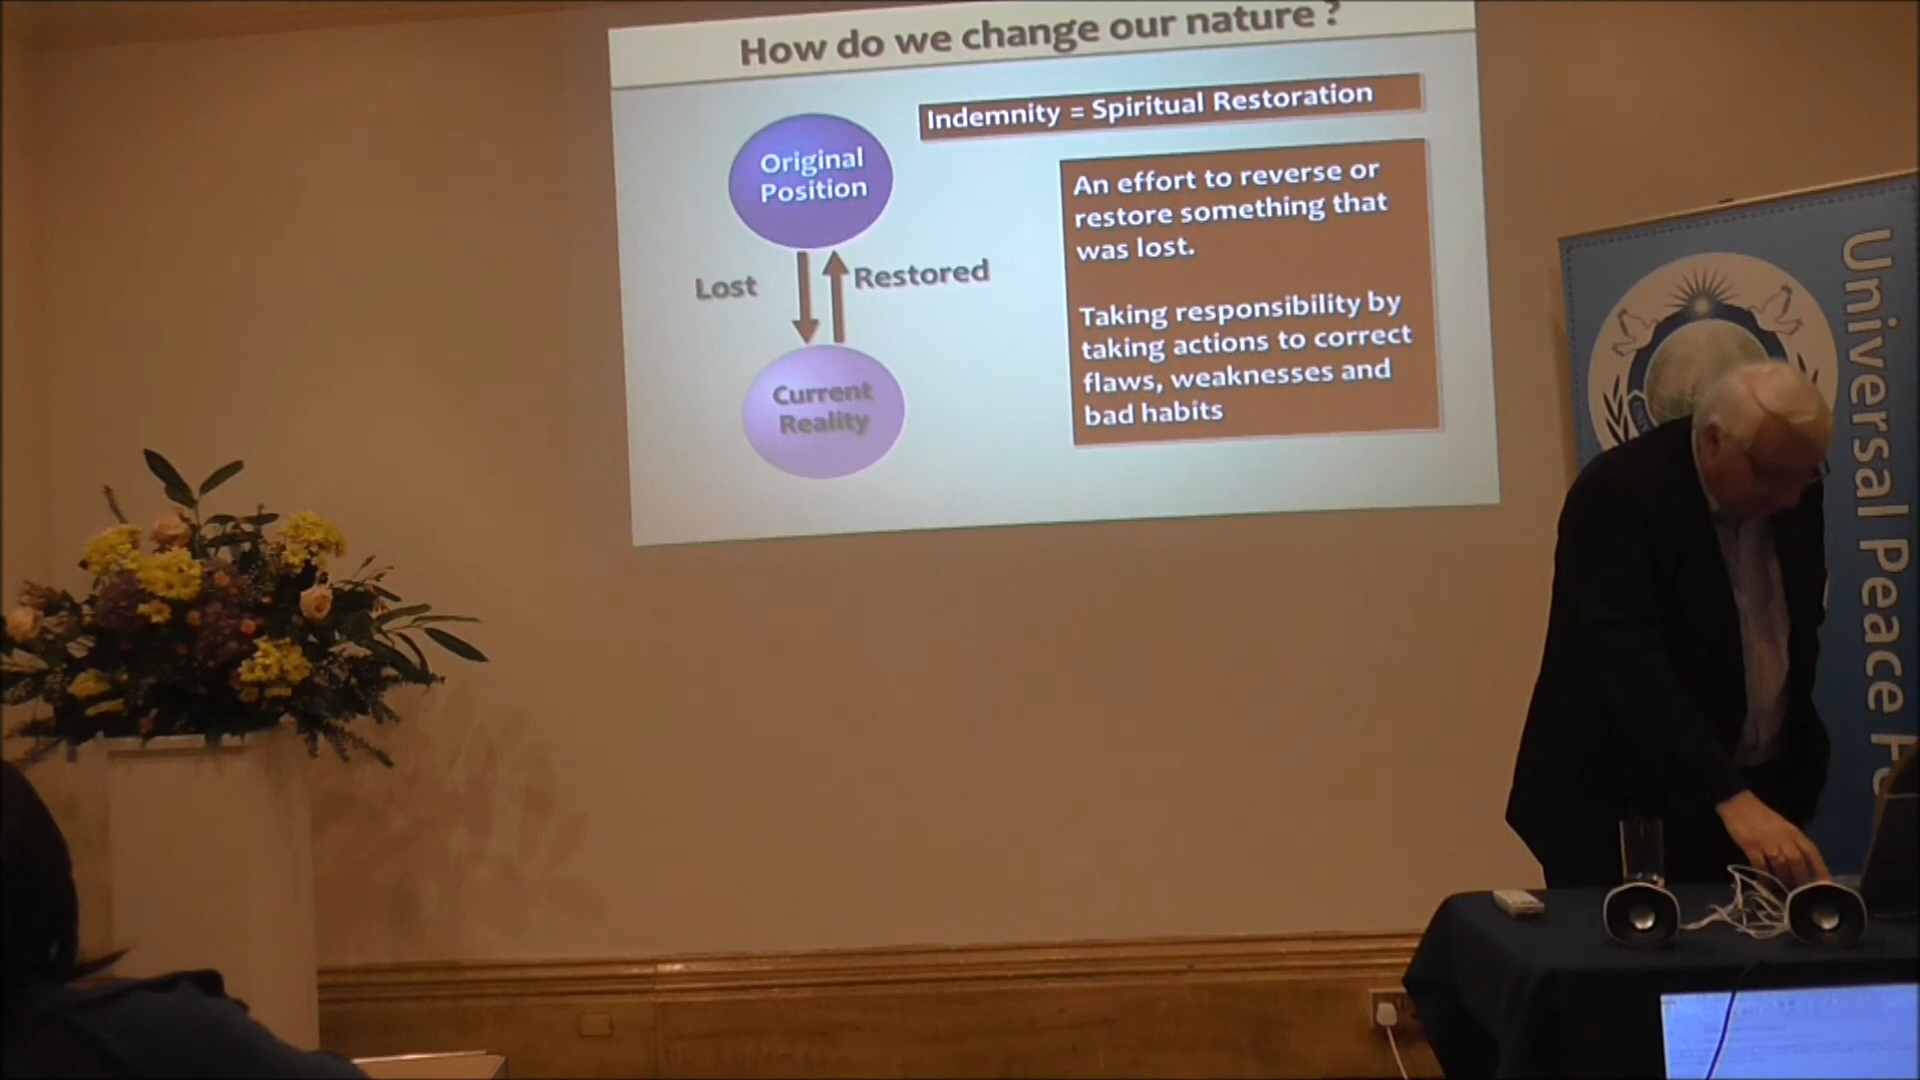 How do we change our nature ?
Indemnity = Spiritual Restoration
Original
Position
Lost
Restored
Current
Reality
An effort to reverse or
restore something that
was lost.
Taking responsibility by
taking actions to correct
flaws, weaknesses and
bad habits
Universal Peace F